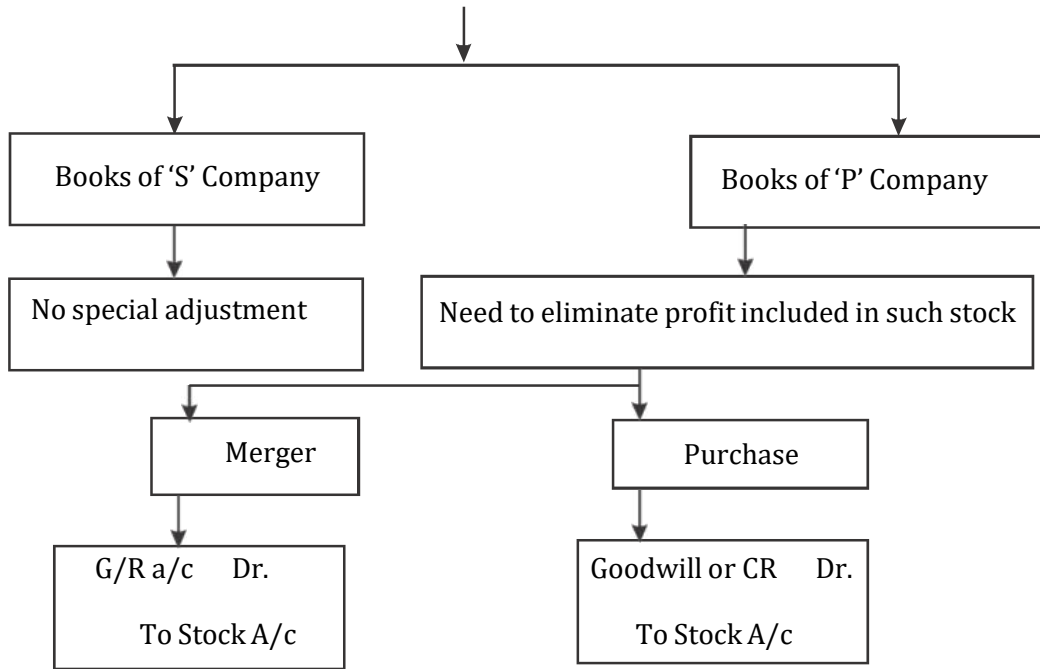 Books of ‘S’ Company
Books of ‘P’ Company
No special adjustment
Need to eliminate profit included in such stock
Merger
Purchase
G/R a/c Dr.
To Stock A/c
Goodwill or CR Dr.
To Stock A/c